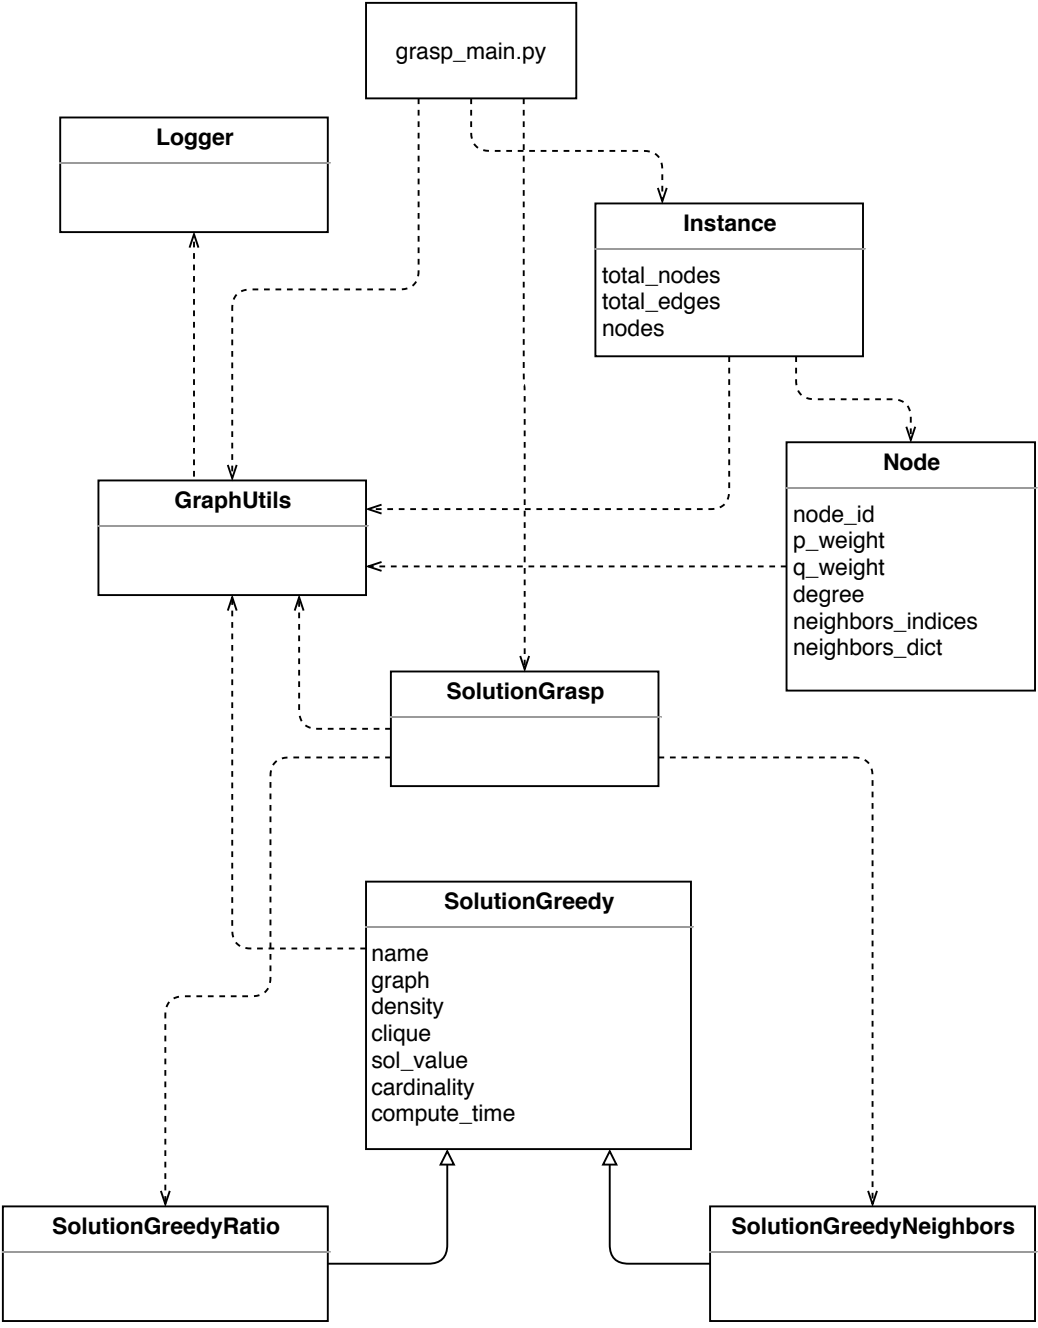 grasp_main.py
Logger
Instance
total_nodes
total_edges
nodes
Node
node_id
p_weight
q_weight
degree
neighbors_indices
neighbors_dict
GraphUtils
SolutionGrasp
SolutionGreedy
name
graph
density
clique
sol_value
cardinality
compute_time
SolutionGreedyRatio
SolutionGreedyNeighbors